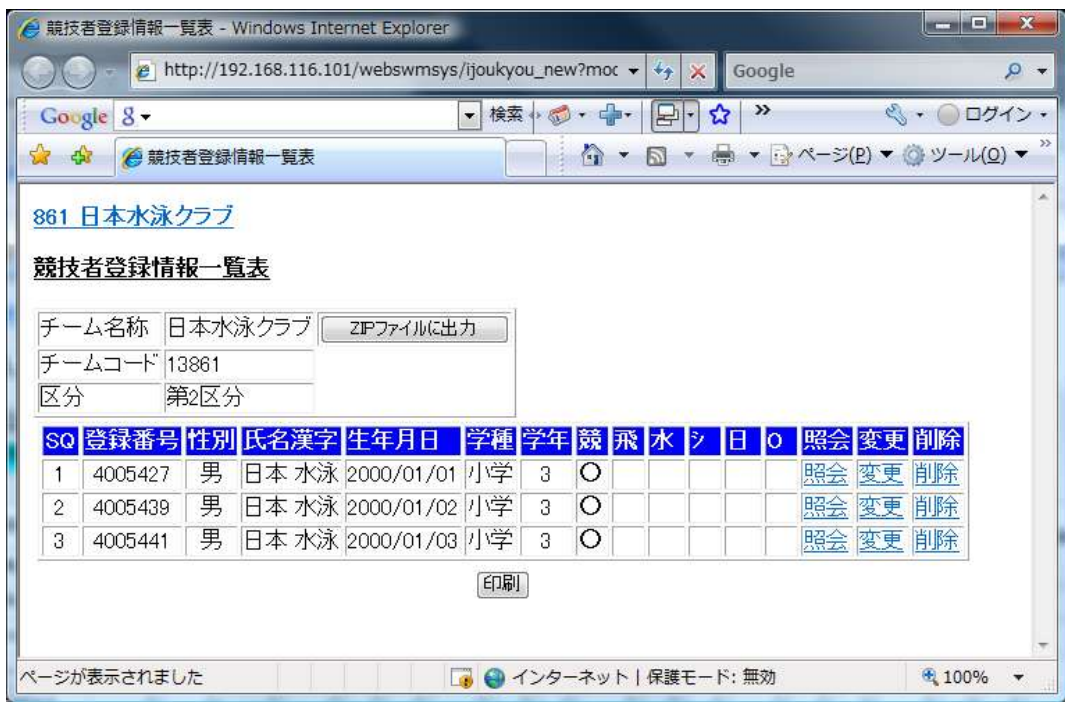 競技者登録情報一覧表 - Windows Internet Explorer
http://192.168.116.101/webswmsys/ijoukyou_new?moc Google
Google 検索 » ログイン
競技者登録情報一覧表 ページ(P) ツール(O) »
861 日本水泳クラブ
競技者登録情報一覧表
チーム名称 日本水泳クラブ ZIPファイルに出力
チームコード 13861
区分 第2区分
SQ 登録番号 性別 氏名漢字 生年月日 学種 学年 競 飛 水 シ 日 O 照会 変更 削除
1 4005427 男 日本 水泳 2000/01/01 小学 3 〇 照会 変更 削除
2 4005439 男 日本 水泳 2000/01/02 小学 3 〇 照会 変更 削除
3 4005441 男 日本 水泳 2000/01/03 小学 3 〇 照会 変更 削除
印刷
ページが表示されました インターネット | 保護モード: 無効 100%